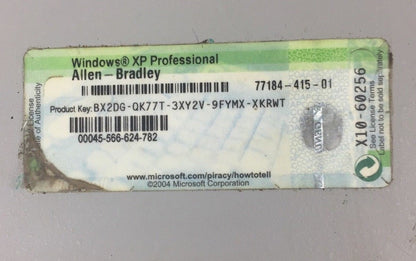 Windows® XP Professional
Allen-Bradley
77184-415-01
Product Key: BX2DG-QK77T-3XY2V-9FYMX-XKRWT
00045-566-624-782
www.microsoft.com/piracy/howtotell
©2004 Microsoft Corporation
of Authenticity
X10-60256
See License Terms
Label not to be sold separately